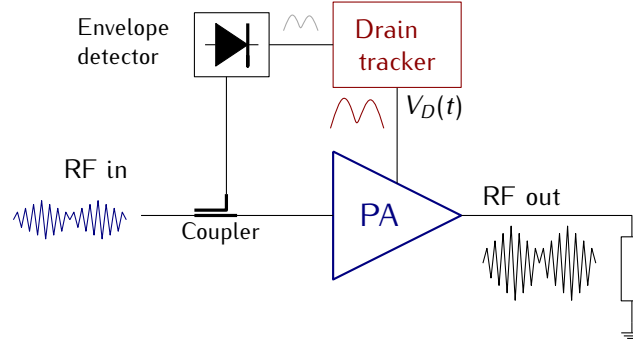 Envelope
detector
Drain
tracker
V_D(t)
RF in
PA
RF out
Coupler